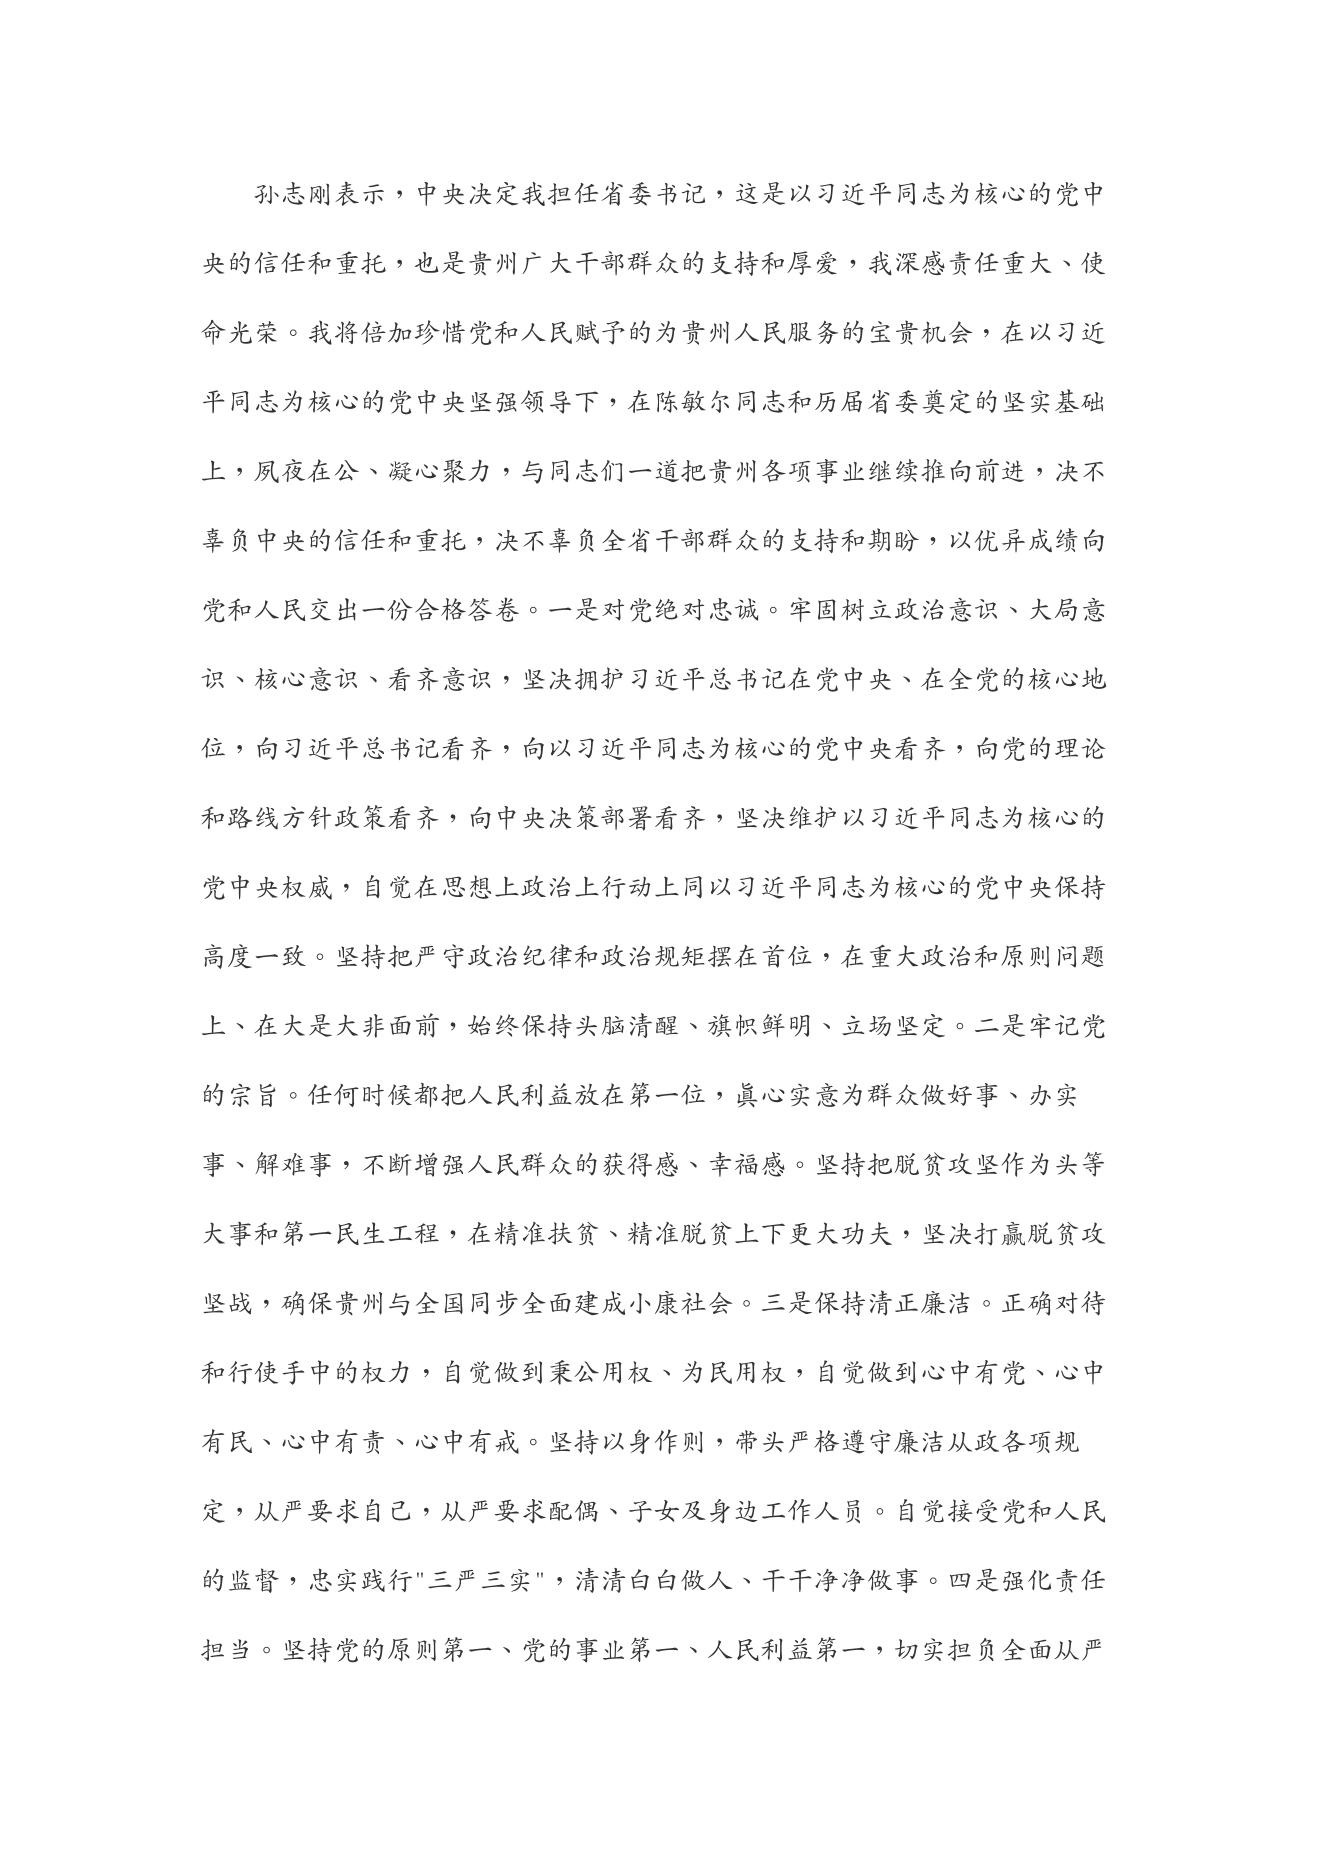 孙志刚表示，中央决定我担任省委书记，这是以习近平同志为核心的党中
央的信任和重托，也是贵州广大干部群众的支持和厚爱，我深感责任重大、使
命光荣。我将倍加珍惜党和人民赋予的为贵州人民服务的宝贵机会，在以习近
平同志为核心的党中央坚强领导下，在陈敏尔同志和历届省委奠定的坚实基础
上，夙夜在公、凝心聚力，与同志们一道把贵州各项事业继续推向前进，决不
辜负中央的信任和重托，决不辜负全省干部群众的支持和期盼，以优异成绩向
党和人民交出一份合格答卷。一是对党绝对忠诚。牢固树立政治意识、大局意
识、核心意识、看齐意识，坚决拥护习近平总书记在党中央、在全党的核心地
位，向习近平总书记看齐，向以习近平同志为核心的党中央看齐，向党的理论
和路线方针政策看齐，向中央决策部署看齐，坚决维护以习近平同志为核心的
党中央权威，自觉在思想上政治上行动上同以习近平同志为核心的党中央保持
高度一致。坚持把严守政治纪律和政治规矩摆在首位，在重大政治和原则问题
上、在大是大非面前，始终保持头脑清醒、旗帜鲜明、立场坚定。二是牢记党
的宗旨。任何时候都把人民利益放在第一位，真心实意为群众做好事、办实
事、解难事，不断增强人民群众的获得感、幸福感。坚持把脱贫攻坚作为头等
大事和第一民生工程，在精准扶贫、精准脱贫上下更大功夫，坚决打赢脱贫攻
坚战，确保贵州与全国同步全面建成小康社会。三是保持清正廉洁。正确对待
和行使手中的权力，自觉做到秉公用权、为民用权，自觉做到心中有党、心中
有民、心中有责、心中有戒。坚持以身作则，带头严格遵守廉洁从政各项规
定，从严要求自己，从严要求配偶、子女及身边工作人员。自觉接受党和人民
的监督，忠实践行"三严三实"，清清白白做人、干干净净做事。四是强化责任
担当。坚持党的原则第一、党的事业第一、人民利益第一，切实担负全面从严